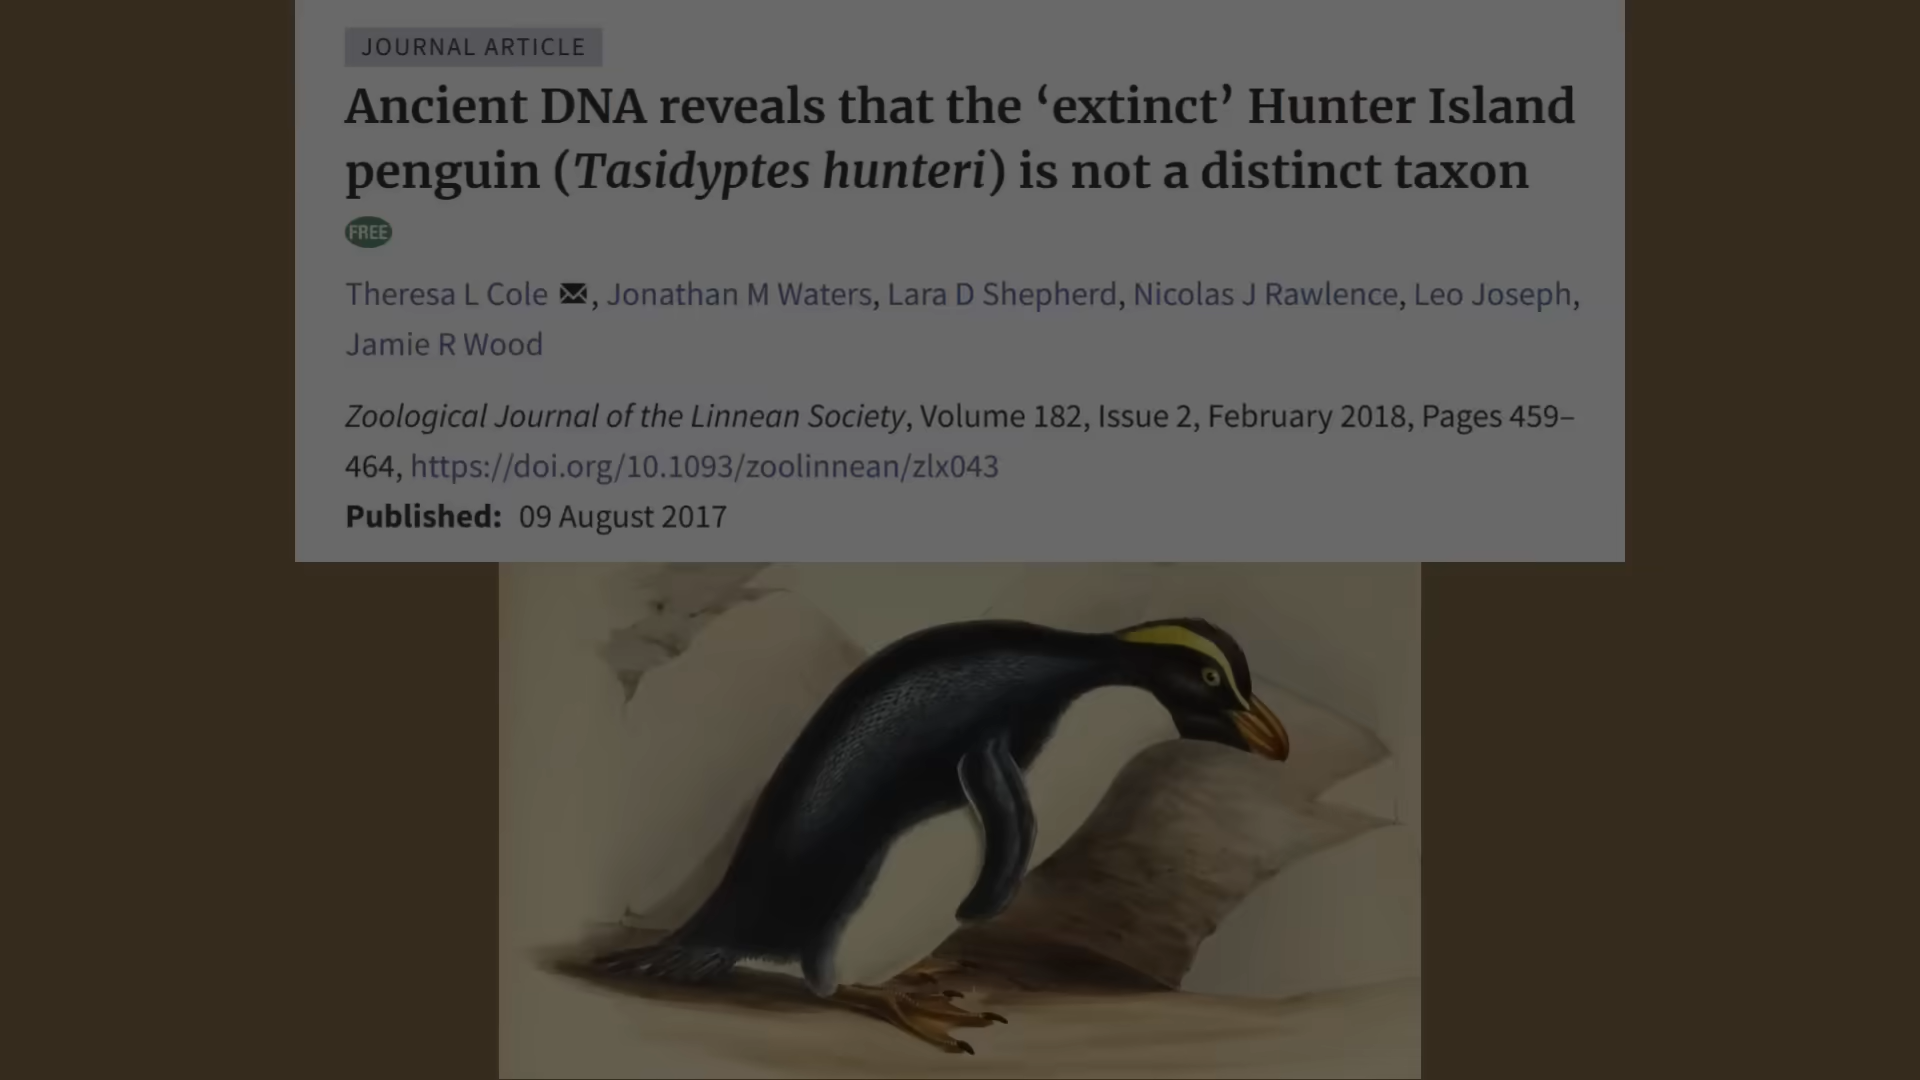 JOURNAL ARTICLE
Ancient DNA reveals that the ‘extinct’ Hunter Island
penguin (Tasidyptes hunteri) is not a distinct taxon
FREE
Theresa L Cole, Jonathan M Waters, Lara D Shepherd, Nicolas J Rawlence, Leo Joseph,
Jamie R Wood
Zoological Journal of the Linnean Society, Volume 182, Issue 2, February 2018, Pages 459–
464, https://doi.org/10.1093/zoolinnean/zlx043
Published: 09 August 2017